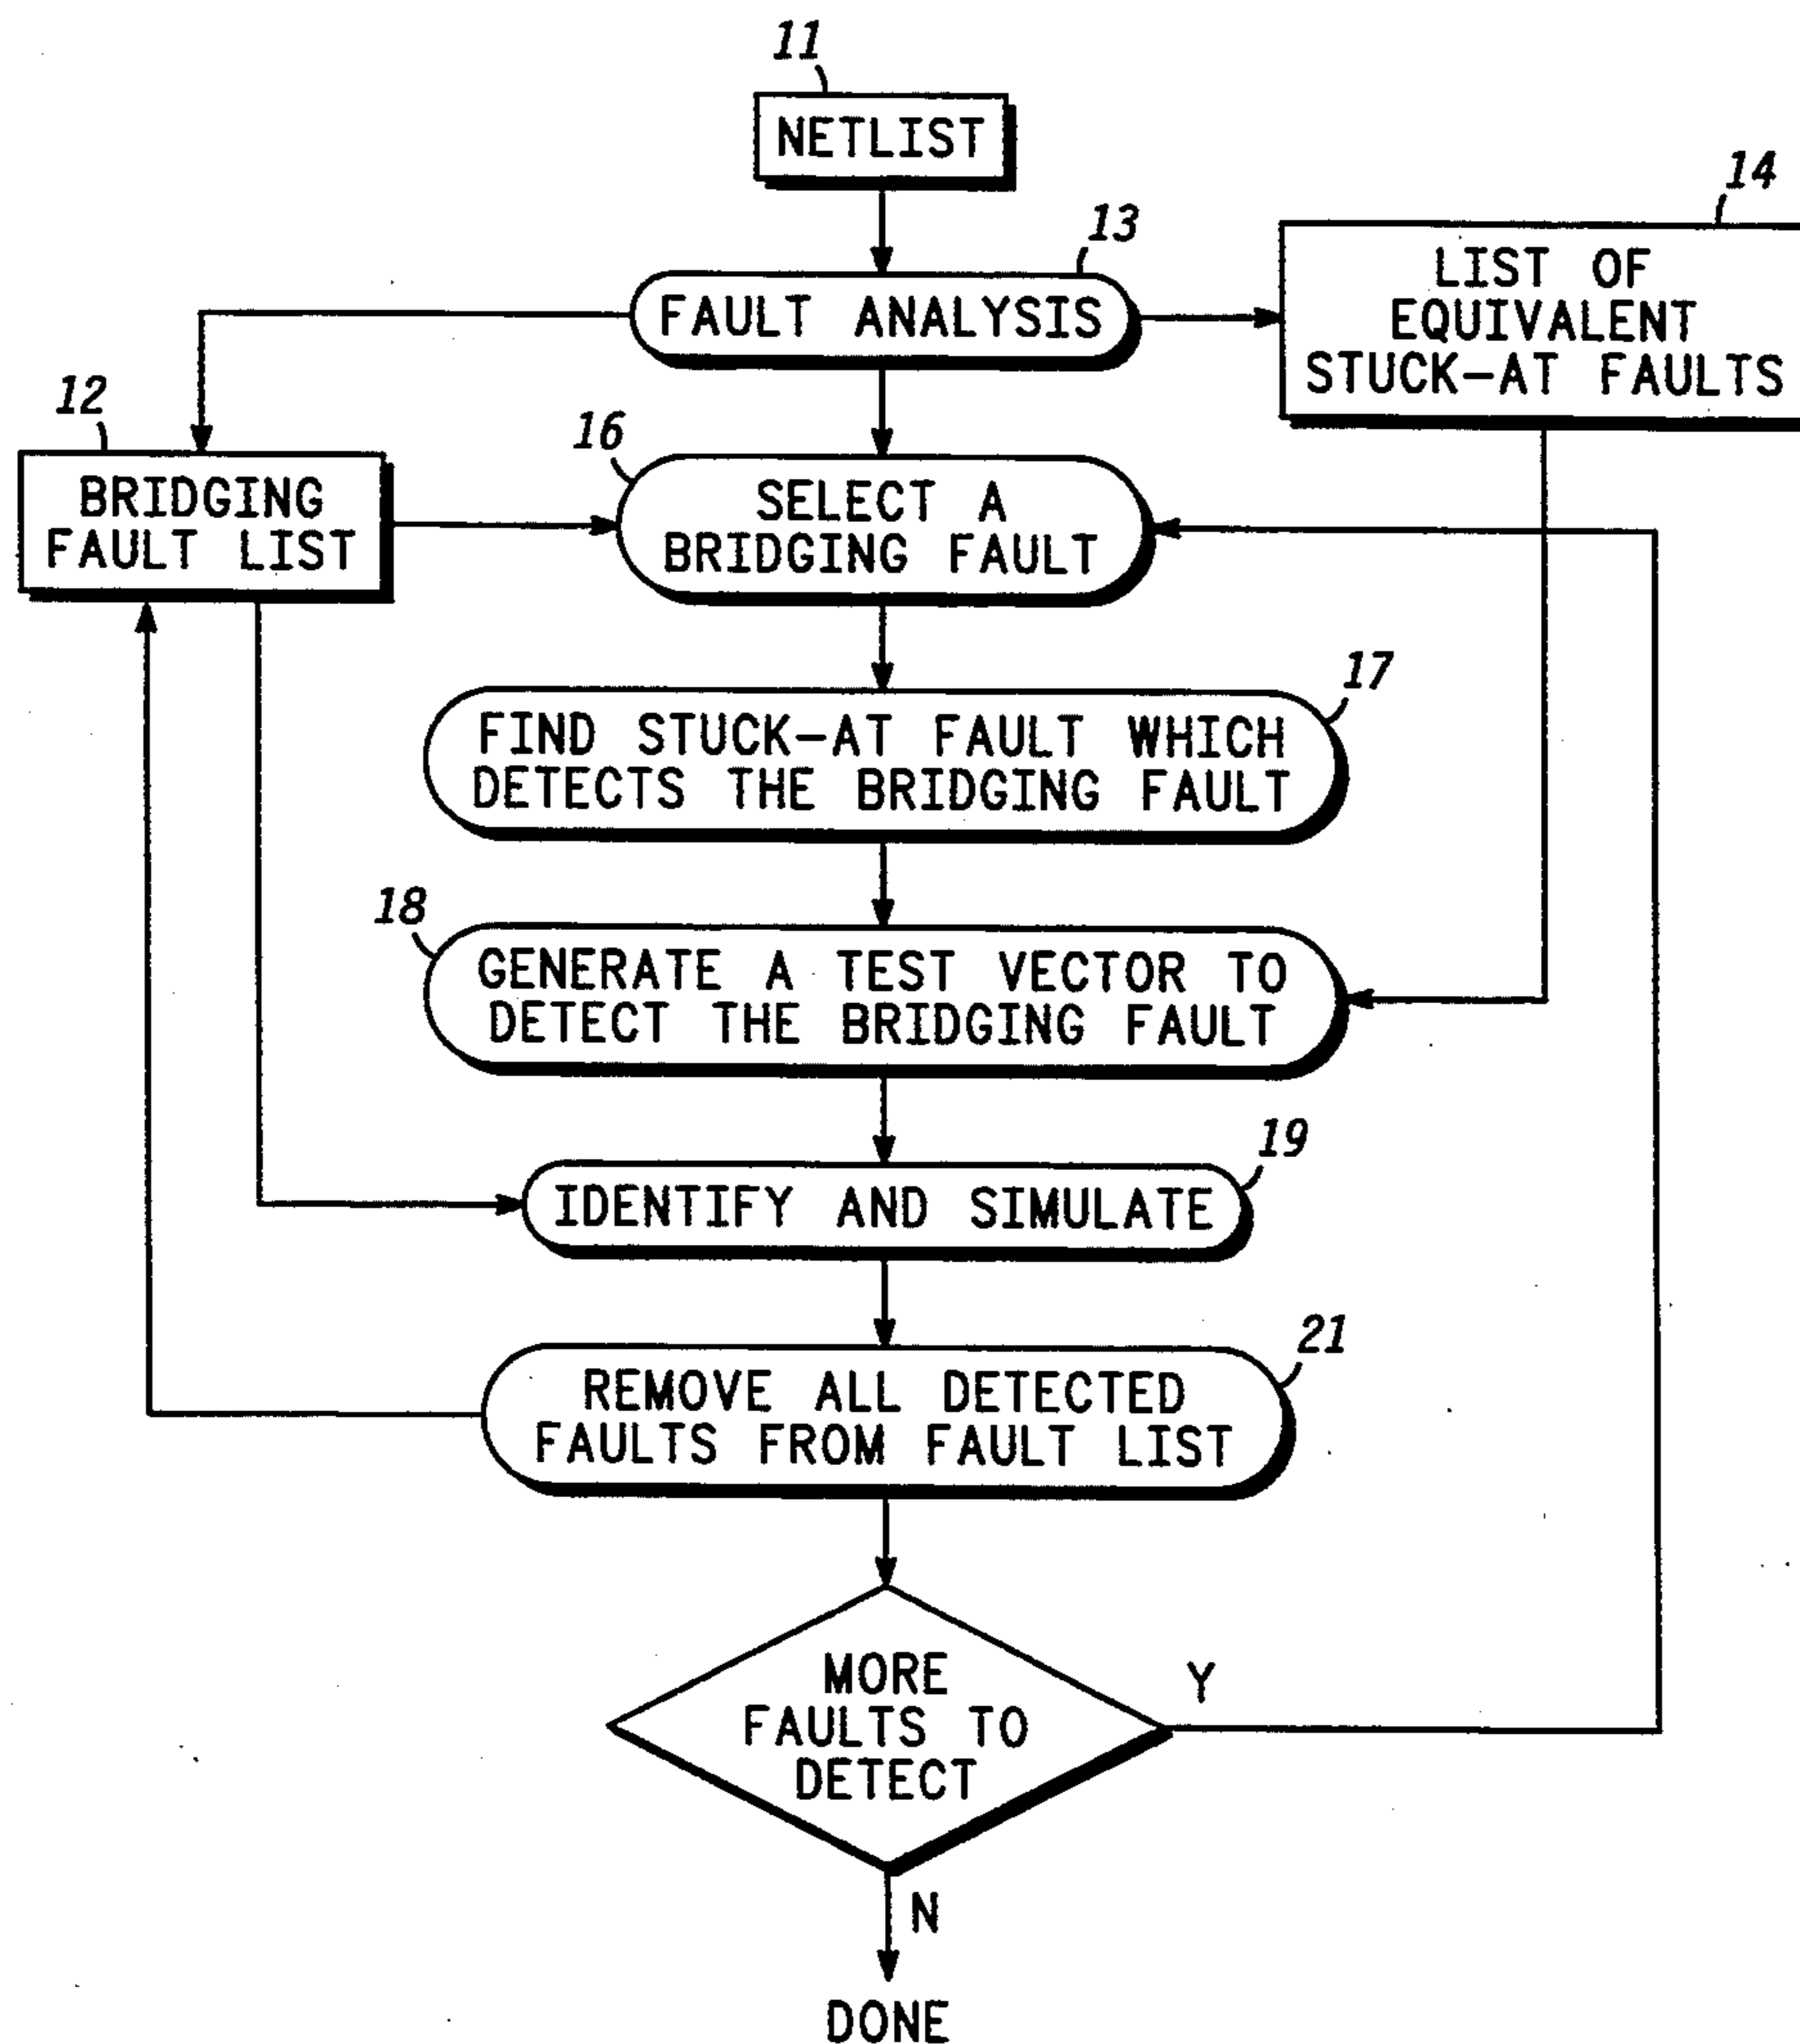 11
NETLIST
13
FAULT ANALYSIS
14
LIST OF
EQUIVALENT
STUCK-AT FAULTS
12
BRIDGING
FAULT LIST
16
SELECT A
BRIDGING FAULT
17
FIND STUCK-AT FAULT WHICH
DETECTS THE BRIDGING FAULT
18
GENERATE A TEST VECTOR TO
DETECT THE BRIDGING FAULT
19
IDENTIFY AND SIMULATE
21
REMOVE ALL DETECTED
FAULTS FROM FAULT LIST
MORE
FAULTS TO
DETECT
Y
N
DONE